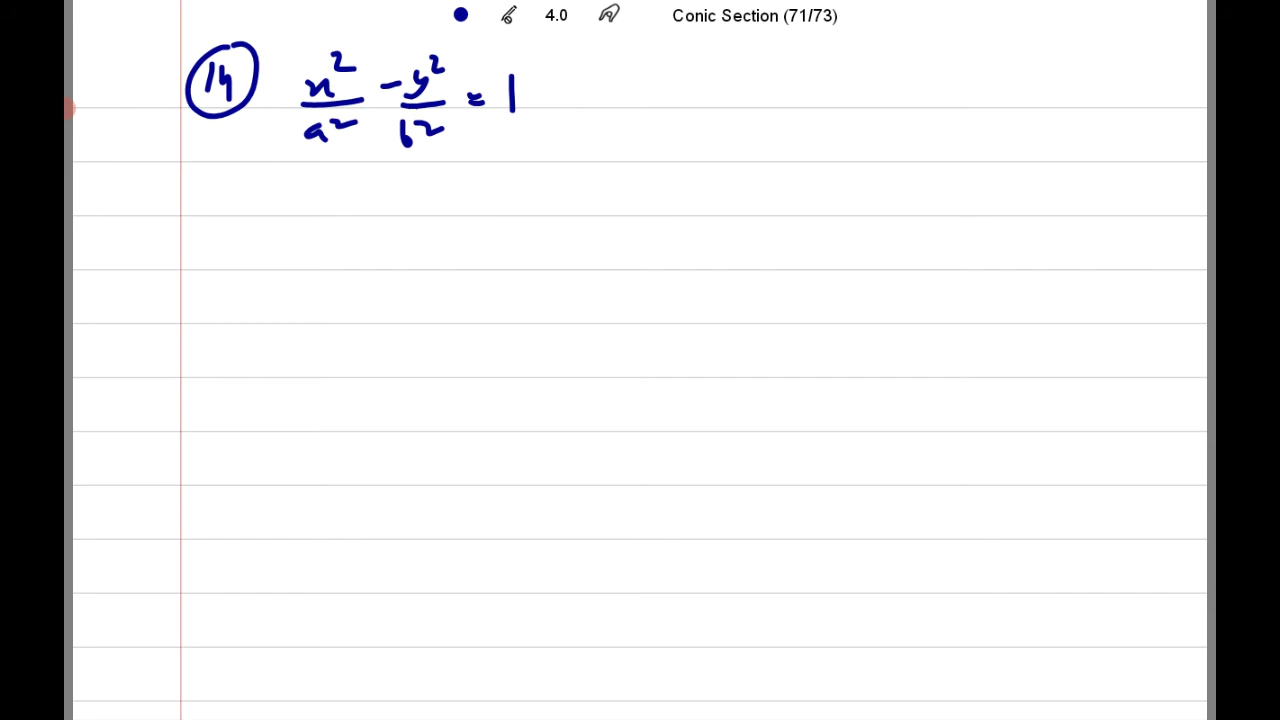 4.0 Conic Section (71/73)
14 x²/a² - y²/b² = 1